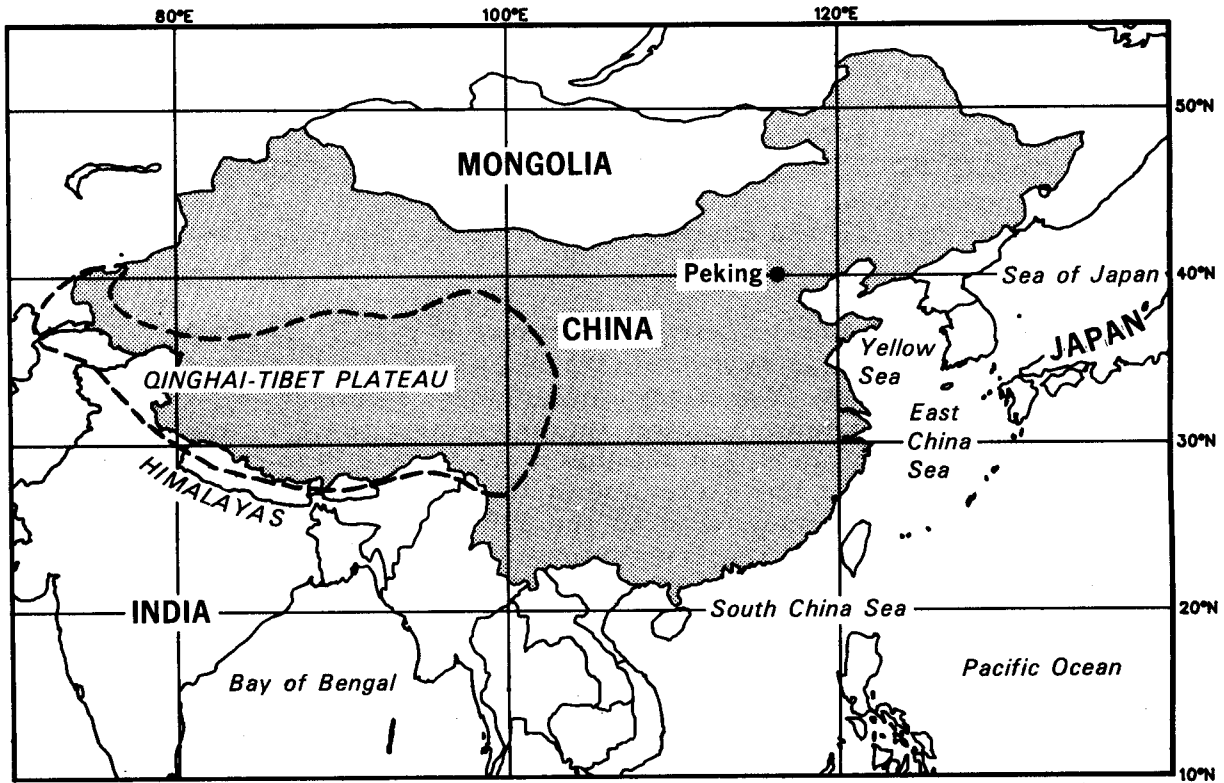 80°E 100°E 120°E
50°N
MONGOLIA
Peking
40°N
Sea of Japan
CHINA
JAPAN
Yellow
Sea
QINGHAI-TIBET PLATEAU
East
China
Sea
30°N
HIMALAYAS
INDIA
South China Sea
20°N
Bay of Bengal
Pacific Ocean
10°N